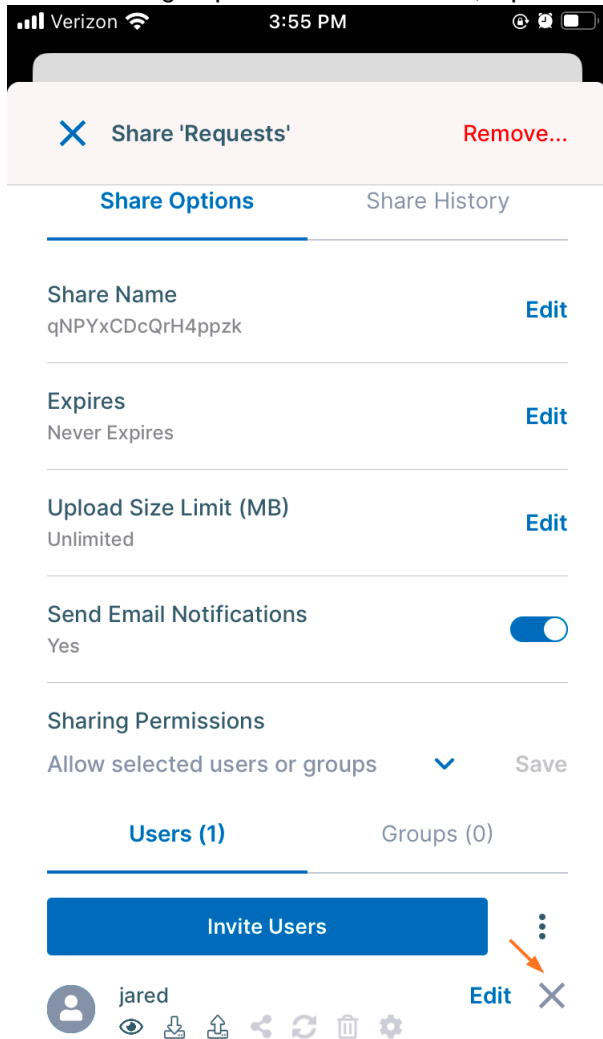 Verizon 3:55 PM
Share 'Requests' Remove...
Share Options Share History
Share Name
qNPYxCDcQrH4ppzk
Edit
Expires
Never Expires
Edit
Upload Size Limit (MB)
Unlimited
Edit
Send Email Notifications
Yes
Sharing Permissions
Allow selected users or groups Save
Users (1) Groups (0)
Invite Users
jared Edit